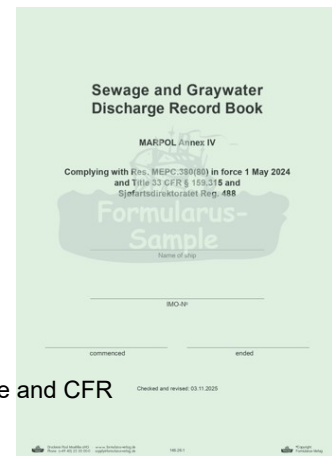 Sewage and Graywater
Discharge Record Book
MARPOL Annex IV
Complying with Res. MEPC.380(80) in force 1 May 2024
and Title 33 CFR § 159.315 and
Sjøfartsdirektoratet Reg. 488
Formularus-
Sample
Name of ship
IMO-Nº
commenced
ended
e and CFR
Checked and revised: 03.11.2025